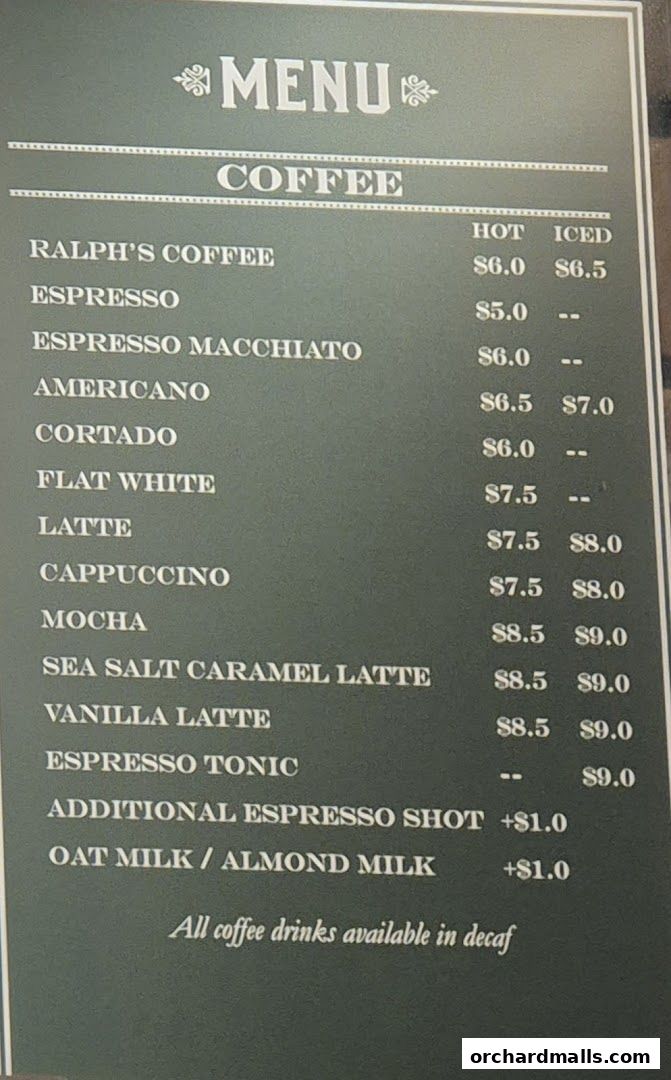 MENU
COFFEE
HOT ICED
RALPH'S COFFEE $6.0 $6.5
ESPRESSO $5.0 --
ESPRESSO MACCHIATO $6.0 --
AMERICANO $6.5 $7.0
CORTADO $6.0 --
FLAT WHITE $7.5 --
LATTE $7.5 $8.0
CAPPUCCINO $7.5 $8.0
MOCHA $8.5 $9.0
SEA SALT CARAMEL LATTE $8.5 $9.0
VANILLA LATTE $8.5 $9.0
ESPRESSO TONIC -- $9.0
ADDITIONAL ESPRESSO SHOT +$1.0
OAT MILK / ALMOND MILK +$1.0
All coffee drinks available in decaf
orchardmalls.com